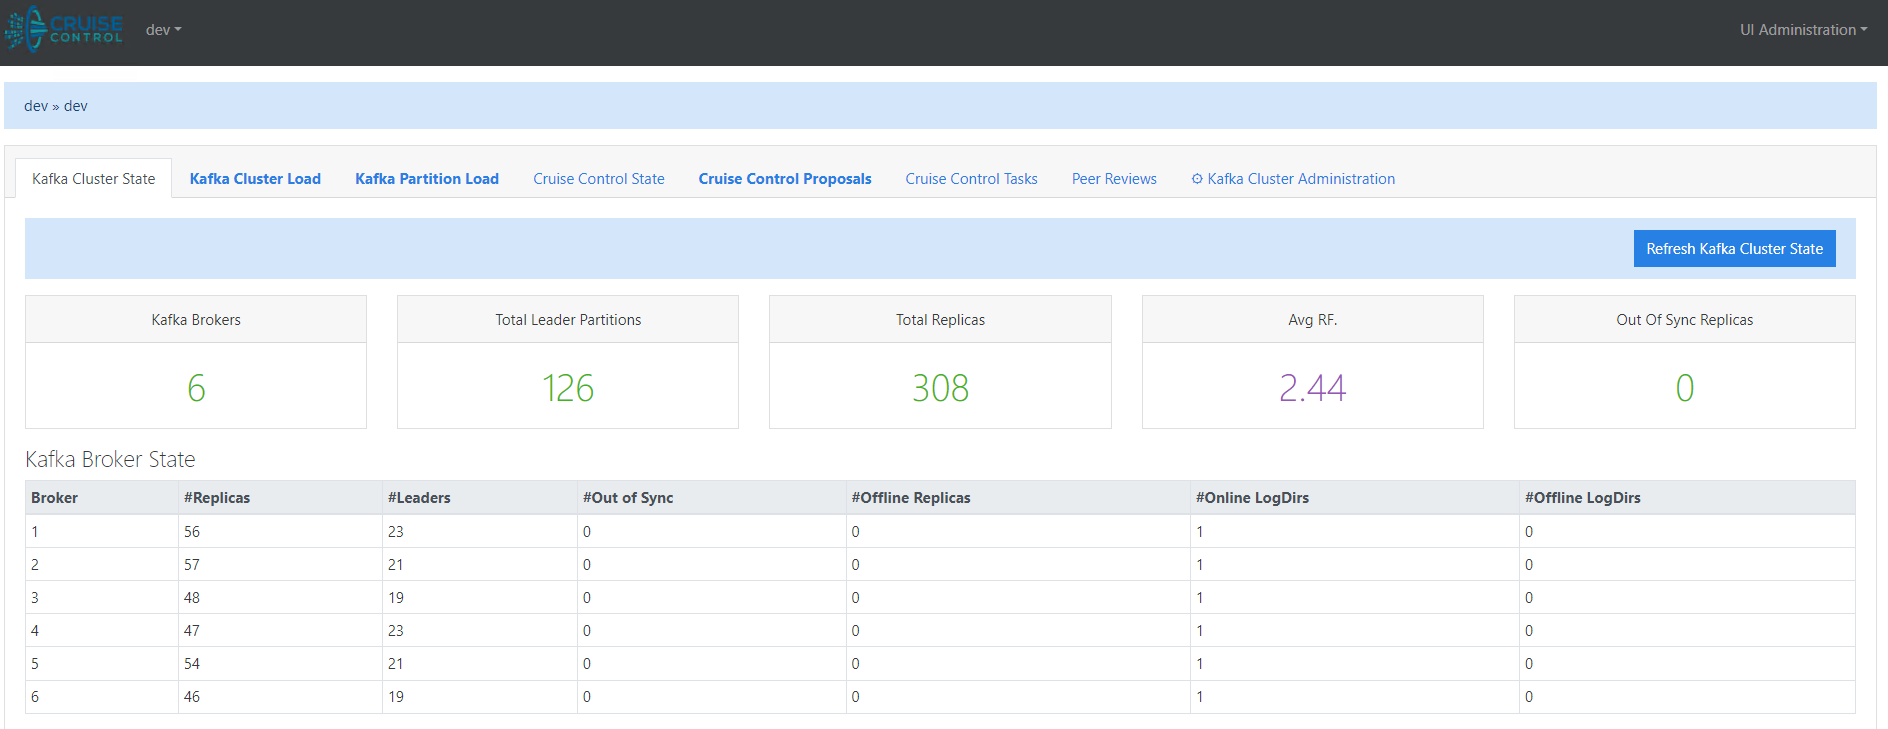 CRUISE CONTROL dev UI Administration
dev » dev
Kafka Cluster State Kafka Cluster Load Kafka Partition Load Cruise Control State Cruise Control Proposals Cruise Control Tasks Peer Reviews ⚙ Kafka Cluster Administration
Refresh Kafka Cluster State
Kafka Brokers Total Leader Partitions Total Replicas Avg RF. Out Of Sync Replicas
6 126 308 2.44 0
Kafka Broker State
Broker #Replicas #Leaders #Out of Sync #Offline Replicas #Online LogDirs #Offline LogDirs
1 56 23 0 0 1 0
2 57 21 0 0 1 0
3 48 19 0 0 1 0
4 47 23 0 0 1 0
5 54 21 0 0 1 0
6 46 19 0 0 1 0